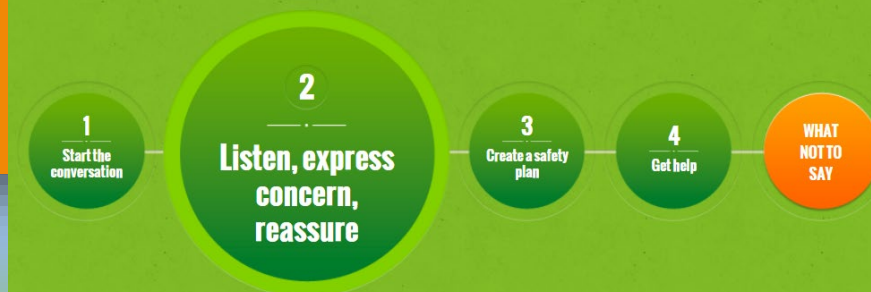 1
Start the
conversation
2
Listen, express
concern,
reassure
3
Create a safety
plan
4
Get help
WHAT
NOT TO
SAY